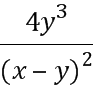 4y³
(x − y)²